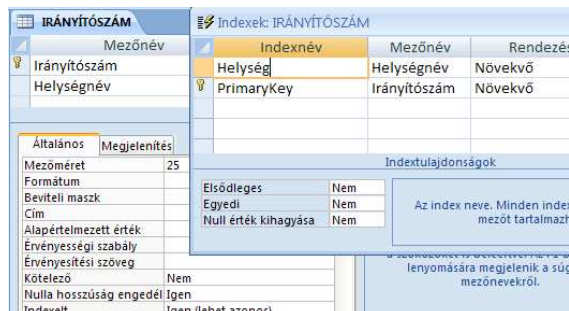 IRÁNYÍTÓSZÁM
Mezőnév
Irányítószám
Helységnév
Indexek: IRÁNYÍTÓSZÁM
Indexnév Mezőnév Rendezés
Helység Helységnév Növekvő
PrimaryKey Irányítószám Növekvő
Indextulajdonságok
Elsődleges Nem
Egyedi Nem
Null érték kihagyása Nem
Az index neve. Minden index
mezőt tartalmazh
Általános Megjelenítés
Mezőméret 25
Formátum
Beviteli maszk
Cím
Alapértelmezett érték
Érvényességi szabály
Érvényesítési szöveg
Kötelező Nem
Nulla hosszúság engedél Igen
Indexelt Igen (lehet azonos)
lenyomására megjelenik a súg
mezőnevekről.